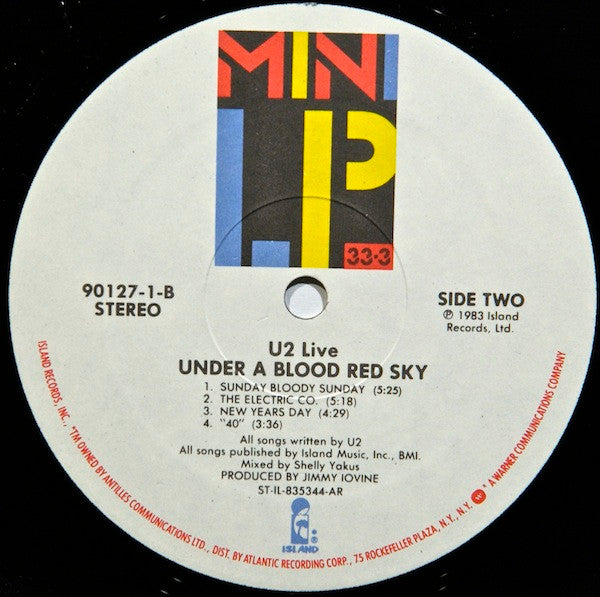 MINI
LP
33-3
90127-1-B
STEREO
SIDE TWO
℗ 1983 Island
Records, Ltd.
U2 Live
UNDER A BLOOD RED SKY
1. SUNDAY BLOODY SUNDAY (5:25)
2. THE ELECTRIC CO. (5:18)
3. NEW YEARS DAY (4:29)
4. "40" (3:36)
All songs written by U2
All songs published by Island Music, Inc., BMI.
Mixed by Shelly Yakus
PRODUCED BY JIMMY IOVINE
ST-IL-835344-AR
ISLAND
ISLAND RECORDS, INC., *TM OWNED BY ANTILLES COMMUNICATIONS LTD., DIST. BY ATLANTIC RECORDING CORP., 75 ROCKEFELLER PLAZA, N.Y., N.Y. * A WARNER COMMUNICATIONS COMPANY